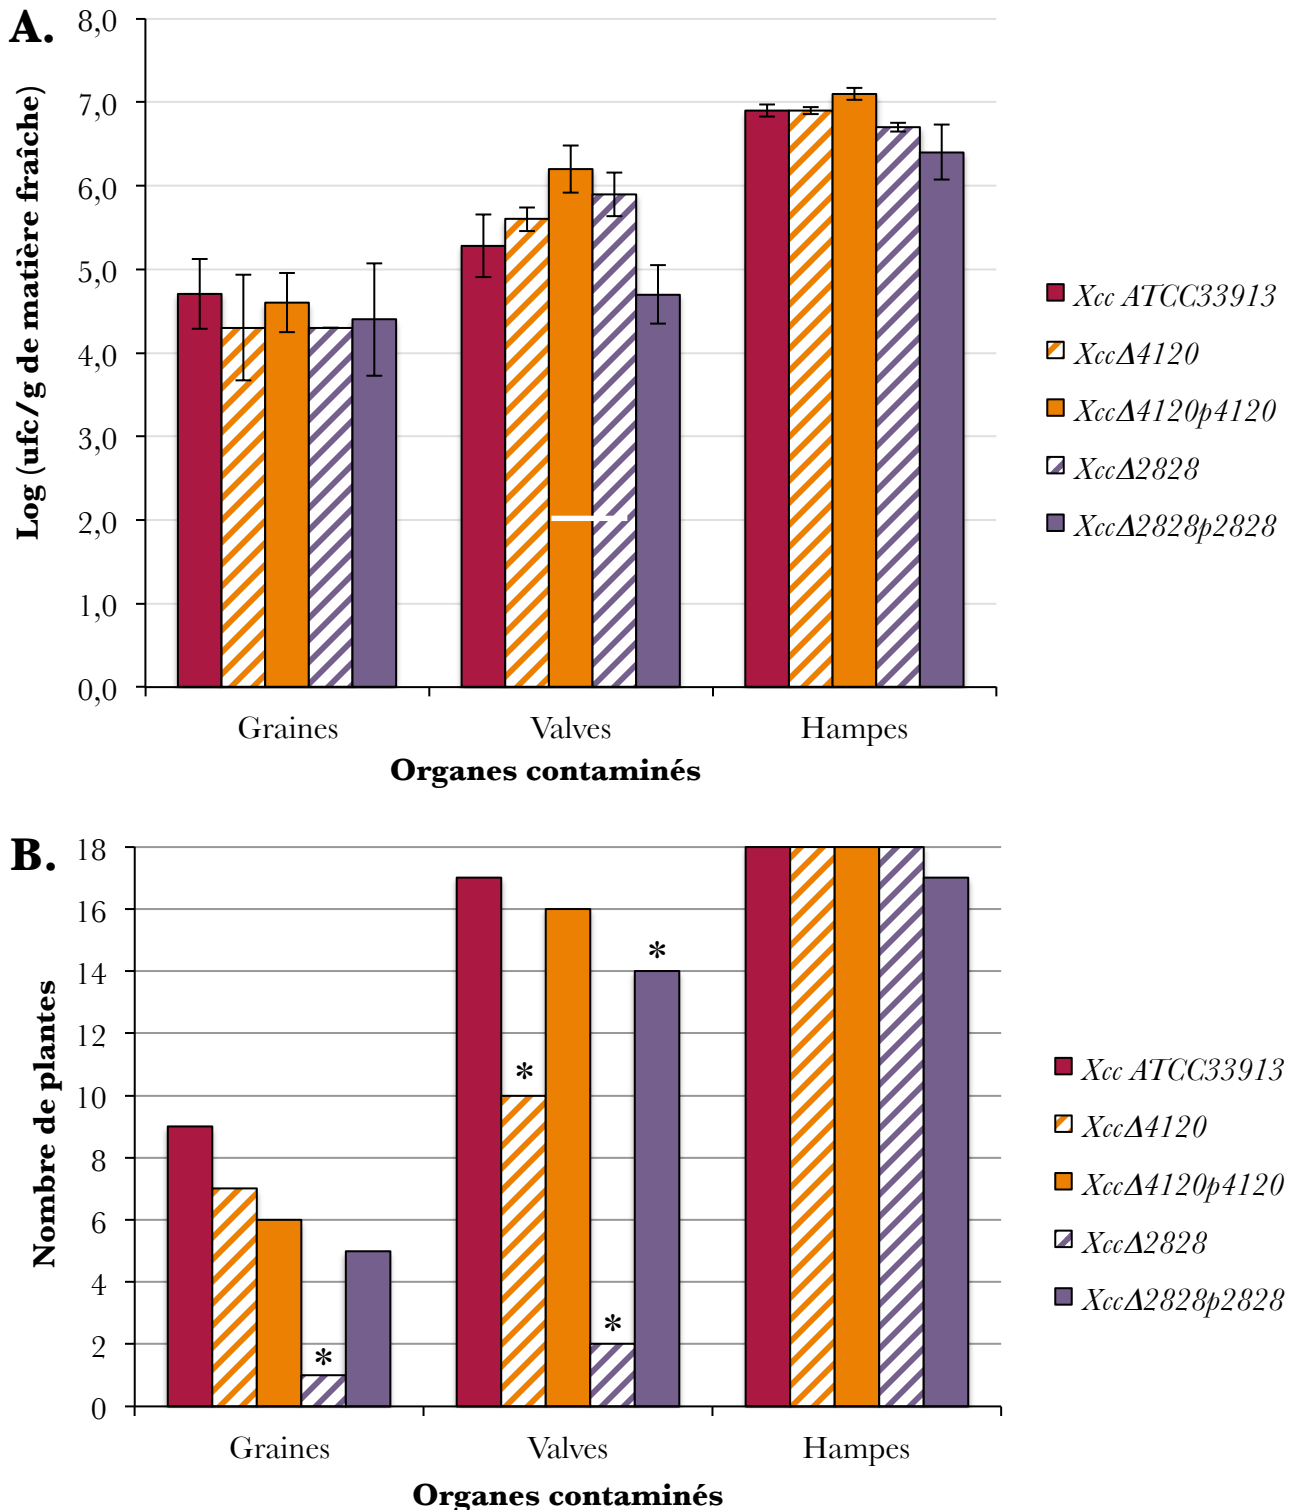 A.
Log (ufc/g de matière fraîche)
8,0
7,0
6,0
5,0
4,0
3,0
2,0
1,0
0,0
Graines
Valves
Hampes
Organes contaminés
Xcc ATCC33913
XccΔ4120
XccΔ4120p4120
XccΔ2828
XccΔ2828p2828
B.
Nombre de plantes
18
16
14
12
10
8
6
4
2
0
*
*
*
*
Graines
Valves
Hampes
Organes contaminés
Xcc ATCC33913
XccΔ4120
XccΔ4120p4120
XccΔ2828
XccΔ2828p2828